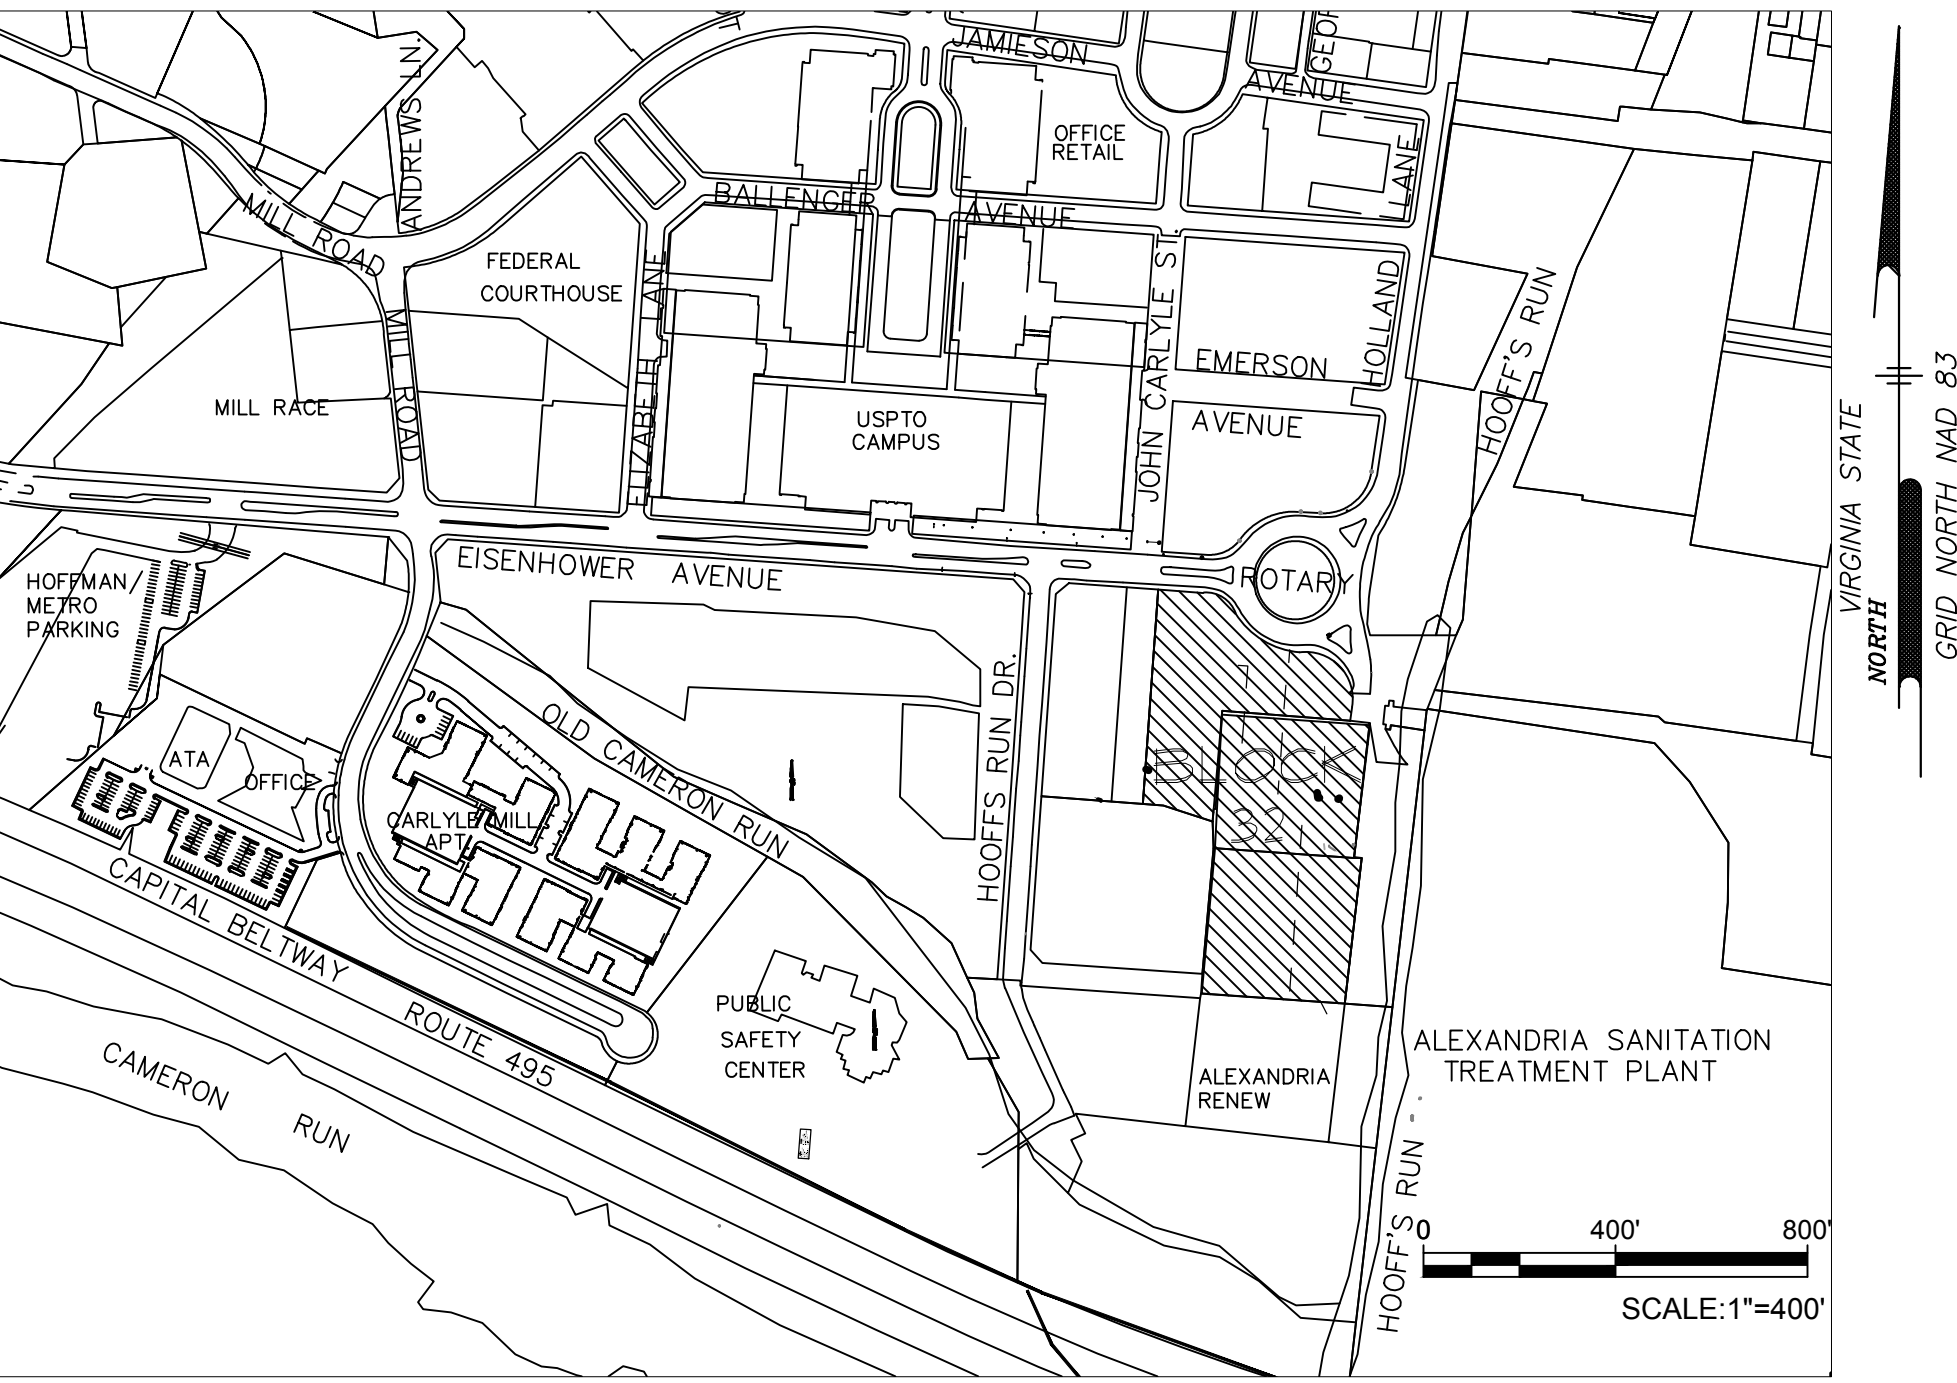 JAMIESON
AVENUE
ANDREWS LN.
OFFICE
RETAIL
LANE
MILL ROAD
BALLENGER
AVENUE
FEDERAL
COURTHOUSE
LANE
JOHN CARLYLE ST.
HOLLAND
HOOFF'S RUN
MILL ROAD
EMERSON
AVENUE
MILL RACE
USPTO
CAMPUS
VIRGINIA STATE
GRID NORTH NAD 83
NORTH
EISENHOWER AVENUE
ROTARY
HOFFMAN/
METRO
PARKING
HOOFFS RUN DR.
OLD CAMERON RUN
BLOCK
32
ATA
OFFICE
CARLYLE MILL
APT.
CAPITAL BELTWAY ROUTE 495
PUBLIC
SAFETY
CENTER
CAMERON RUN
ALEXANDRIA
RENEW
ALEXANDRIA SANITATION
TREATMENT PLANT
HOOFF'S RUN
0 400' 800'
SCALE:1"=400'